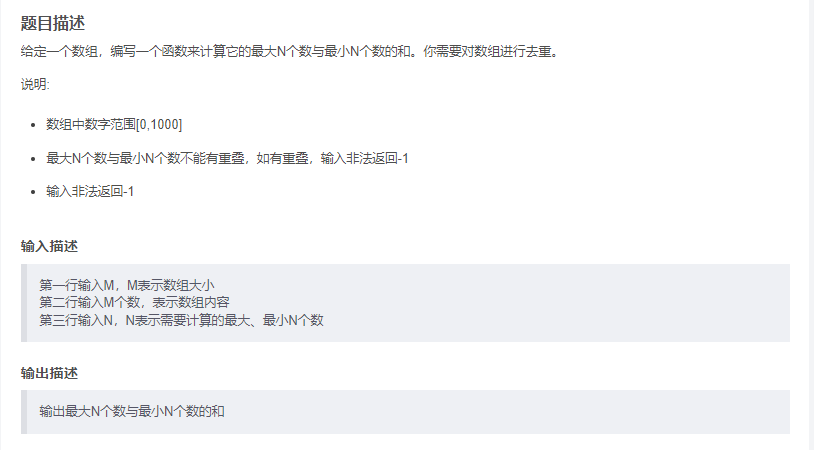 题目描述
给定一个数组，编写一个函数来计算它的最大N个数与最小N个数的和。你需要对数组进行去重。
说明:
数组中数字范围[0,1000]
最大N个数与最小N个数不能有重叠，如有重叠，输入非法返回-1
输入非法返回-1
输入描述
第一行输入M，M表示数组大小
第二行输入M个数，表示数组内容
第三行输入N，N表示需要计算的最大、最小N个数
输出描述
输出最大N个数与最小N个数的和